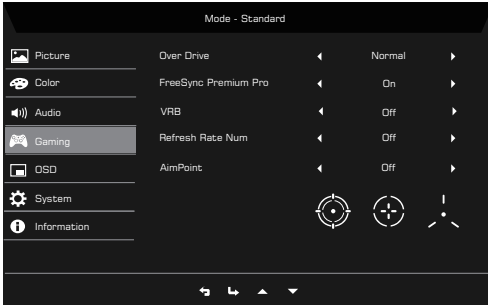 Mode - Standard
Picture
Over Drive Normal
Color
FreeSync Premium Pro On
Audio
VRB Off
Gaming
Refresh Rate Num Off
OSD
AimPoint Off
System
Information